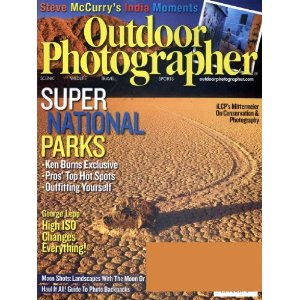 Steve McCurry's India Moments
Outdoor
Photographer
SCENIC WILDLIFE TRAVEL SPORTS outdoorphotographer.com
SUPER
NATIONAL
PARKS
• Ken Burns Exclusive
• Pros' Top Hot Spots
• Outfitting Yourself
iLCP's Mittermeier
On Conservation &
Photography
George Lepp
High ISO
Changes
Everything!
Moon Shots: Landscapes With The Moon
Haul It All! Guide To Photo Backpacks